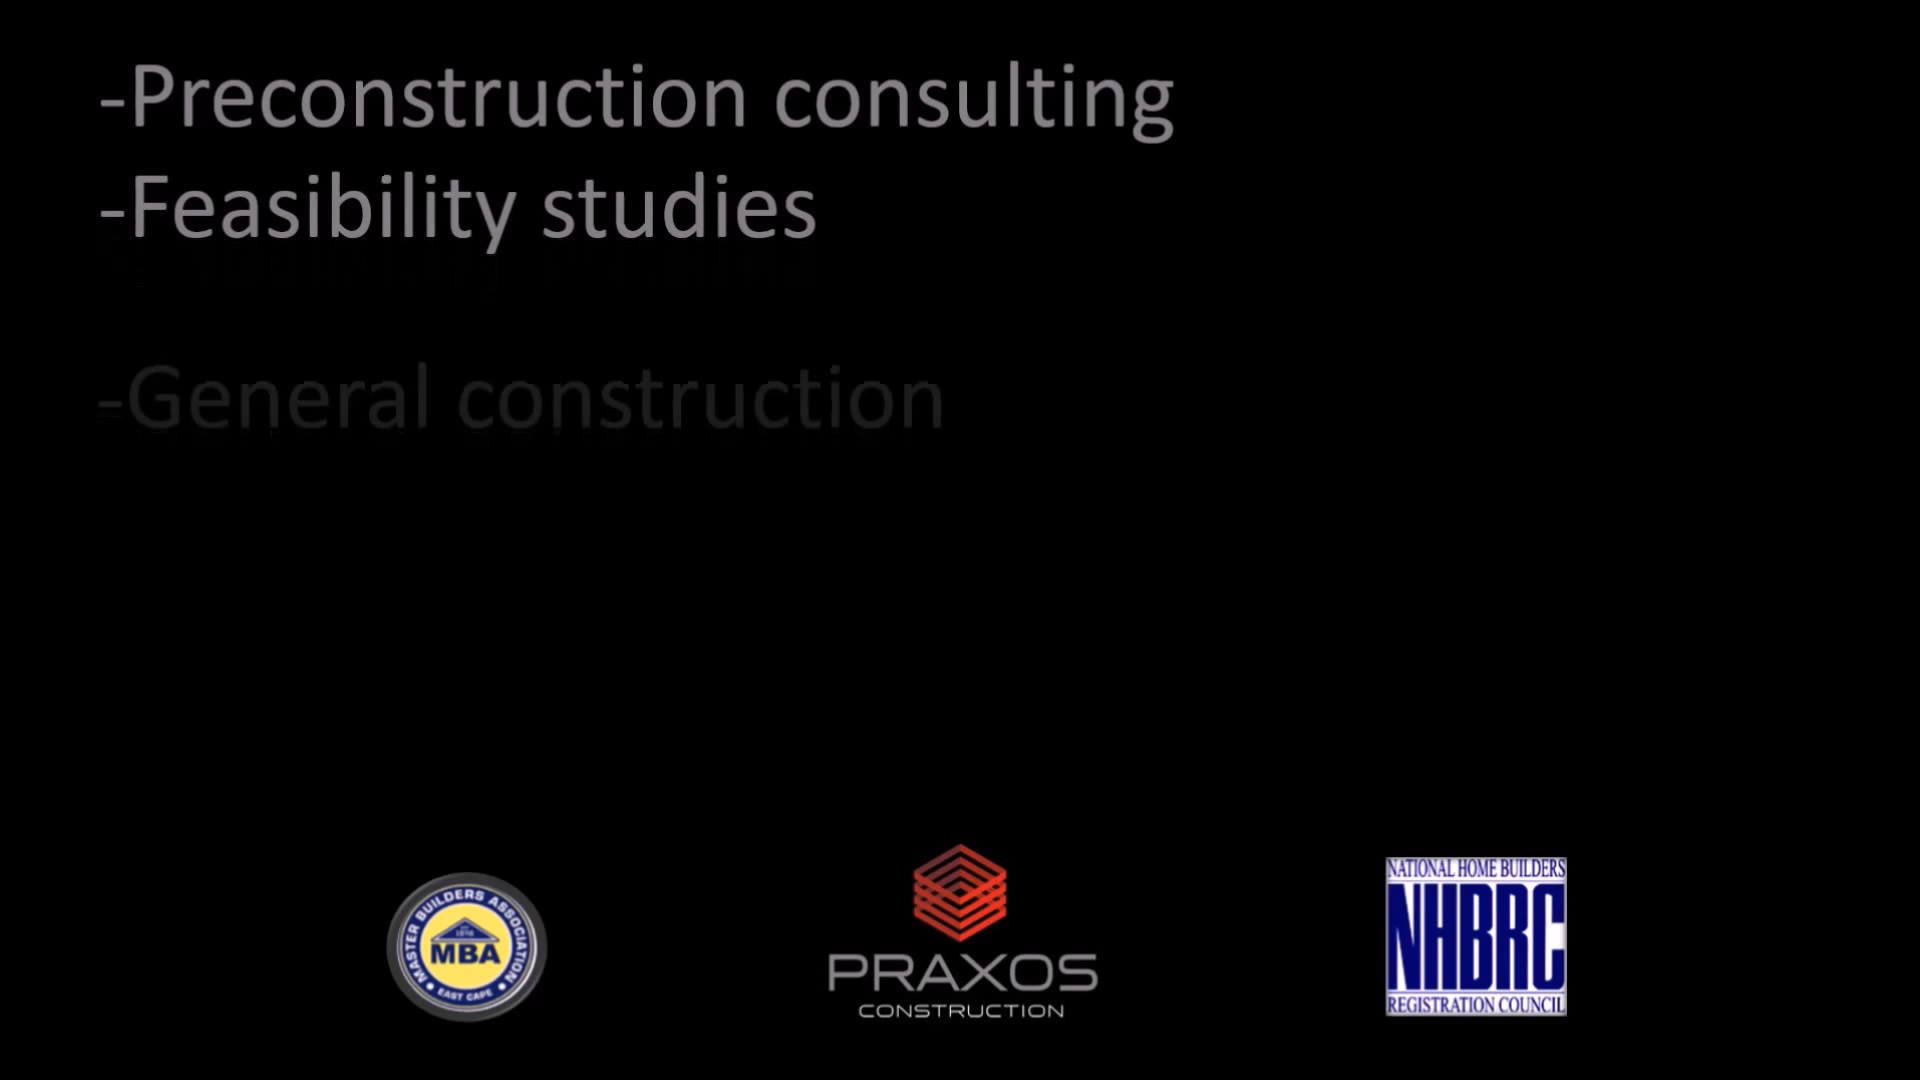 -Preconstruction consulting
-Feasibility studies
-General construction
MASTER BUILDERS ASSOCIATION
MBA
• EAST CAPE •
PRAXOS
CONSTRUCTION
NATIONAL HOME BUILDERS
NHBRC
REGISTRATION COUNCIL